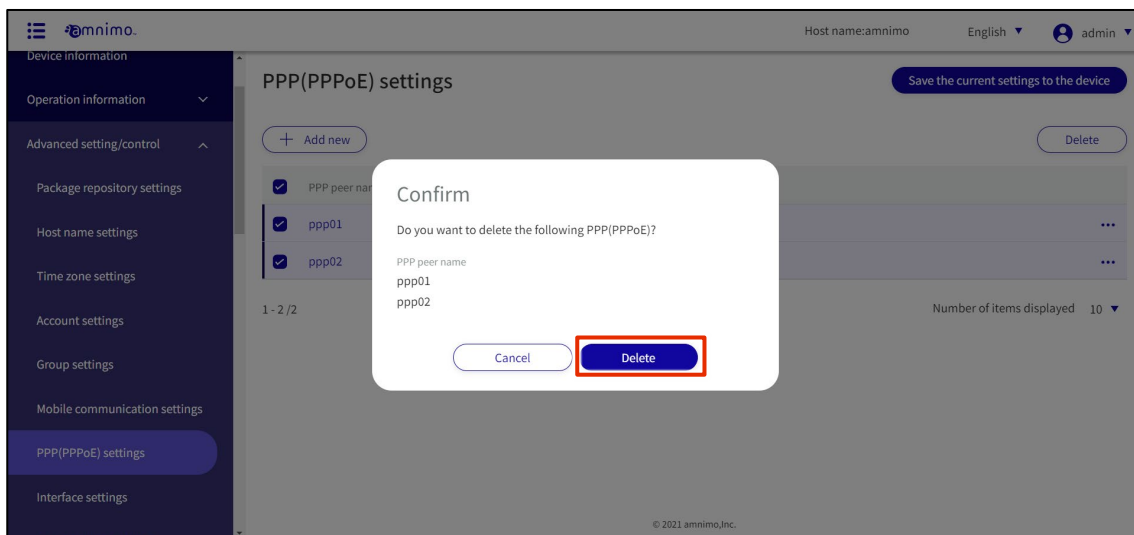 amnimo
Host name:amnimo
English
admin
Device information
Operation information
Advanced setting/control
Package repository settings
Host name settings
Time zone settings
Account settings
Group settings
Mobile communication settings
PPP(PPPoE) settings
Interface settings
PPP(PPPoE) settings
Save the current settings to the device
+ Add new
Delete
PPP peer nar
ppp01
ppp02
1 - 2 /2
Number of items displayed 10
Confirm
Do you want to delete the following PPP(PPPoE)?
PPP peer name
ppp01
ppp02
Cancel
Delete
© 2021 amnimo,Inc.